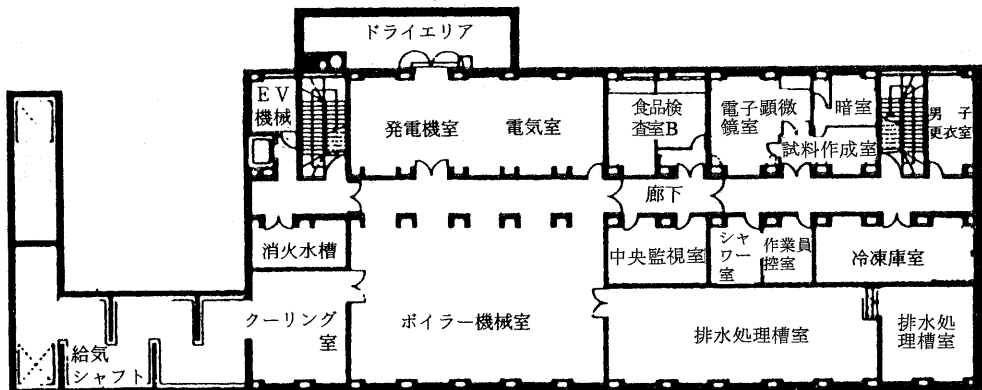 ドライエリア
EV
機械
発電機室
電気室
食品検
査室B
電子顕微
鏡室
暗室
試料作成室
男子
更衣室
廊下
消火水槽
中央監視室
シャ
ワー
室
作業員
控室
冷凍庫室
クーリング
室
ボイラー機械室
排水処理槽室
排水処
理槽室
給気
シャフト